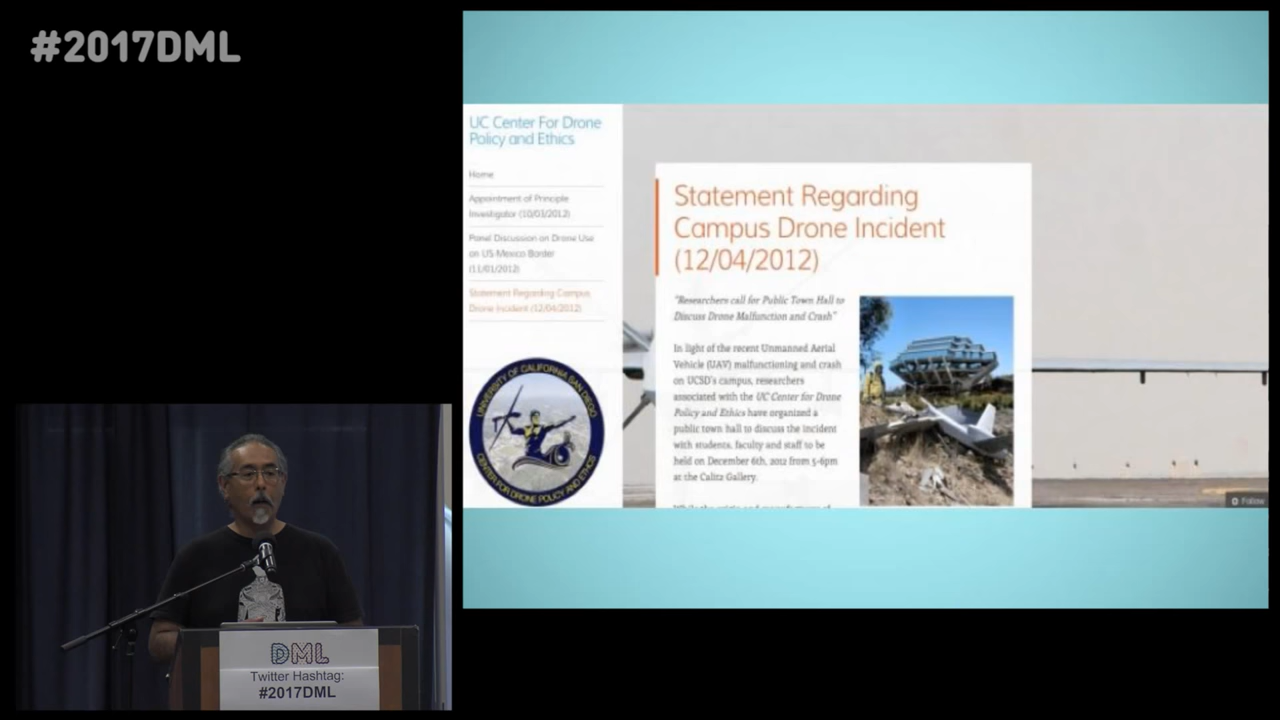 #2017DML
UC Center For Drone
Policy and Ethics
Home
Appointment of Principle
Investigator (10/03/2012)
Panel Discussion on Drone Use
on US Mexico Border
(11/01/2012)
Statement Regarding Campus
Drone Incident (12/04/2012)
UNIVERSITY OF CALIFORNIA SAN DIEGO
CENTER FOR DRONE POLICY AND ETHICS
Statement Regarding
Campus Drone Incident
(12/04/2012)
"Researchers call for Public Town Hall to
Discuss Drone Malfunction and Crash"
In light of the recent Unmanned Aerial
Vehicle (UAV) malfunctioning and crash
on UCSD's campus, researchers
associated with the UC Center for Drone
Policy and Ethics have organized a
public town hall to discuss the incident
with students, faculty and staff to be
held on December 6th, 2012 from 5-6pm
at the Calit2 Gallery.
Follow
DML
Twitter Hashtag:
#2017DML